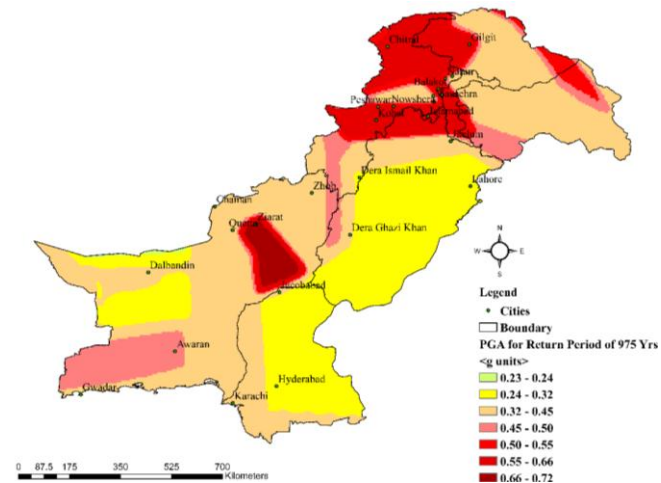 Chitral
Gilgit
Peshawar Nowshera
Kohat
Dera Ismail Khan
Lahore
Zhob
Chaman
Ziarat
Quetta
Dera Ghazi Khan
Dalbandin
Jacobabad
Awaran
Gwadar
Hyderabad
Karachi
N
W E
S
Legend
Cities
Boundary
PGA for Return Period of 975 Yrs
<g units>
0.23 - 0.24
0.24 - 0.32
0.32 - 0.45
0.45 - 0.50
0.50 - 0.55
0.55 - 0.66
0.66 - 0.72
0 87.5 175 350 525 700
Kilometers